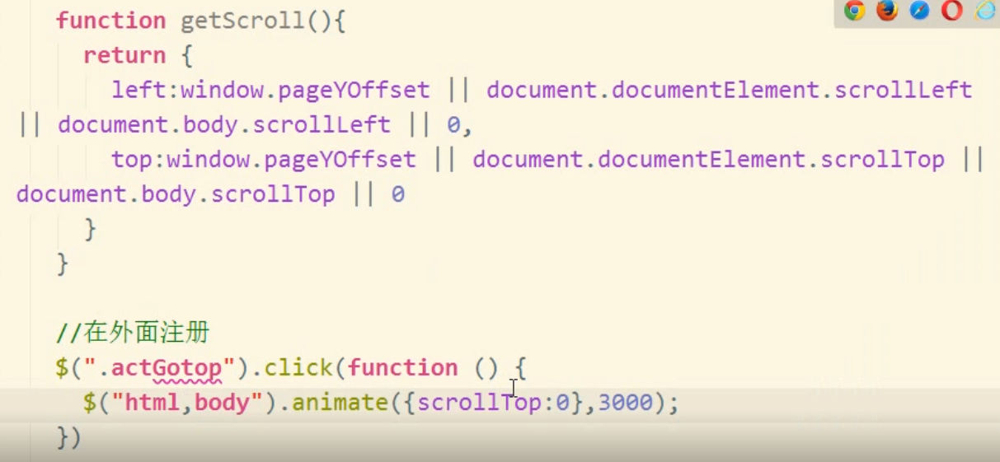 function getScroll(){
return {
left:window.pageYOffset || document.documentElement.scrollLeft
|| document.body.scrollLeft || 0,
top:window.pageYOffset || document.documentElement.scrollTop ||
document.body.scrollTop || 0
}
}
//在外面注册
$(".actGotop").click(function () {
$("html,body").animate({scrollTop:0},3000);
})